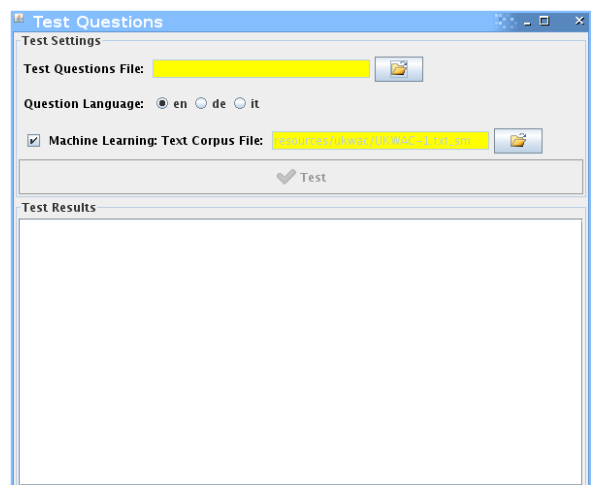 Test Questions
Test Settings
Test Questions File:
Question Language: en de it
Machine Learning: Text Corpus File: resources/ukwac/UKWAC-1.txt_sm
Test
Test Results